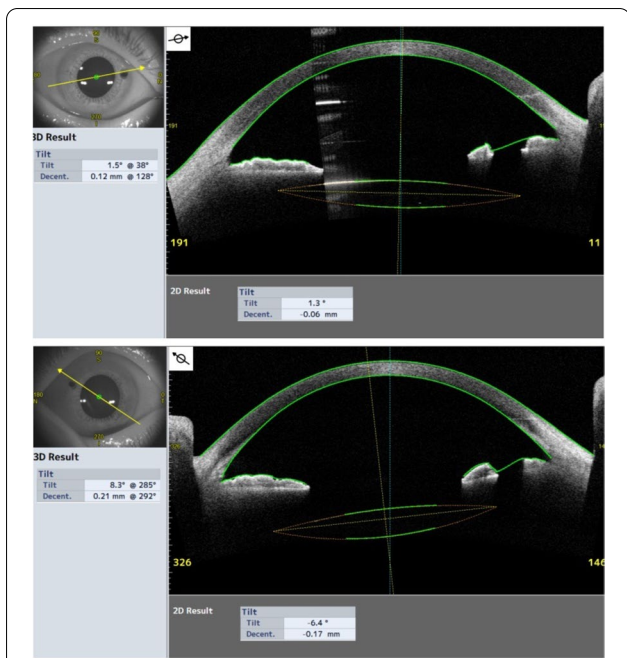 3D Result
Tilt
Tilt 1.5° @ 38°
Decent. 0.12 mm @ 128°
191
11
191
11
2D Result
Tilt
Tilt 1.3 °
Decent. -0.06 mm
3D Result
Tilt
Tilt 8.3° @ 285°
Decent. 0.21 mm @ 292°
326
146
2D Result
Tilt
Tilt -6.4 °
Decent. -0.17 mm